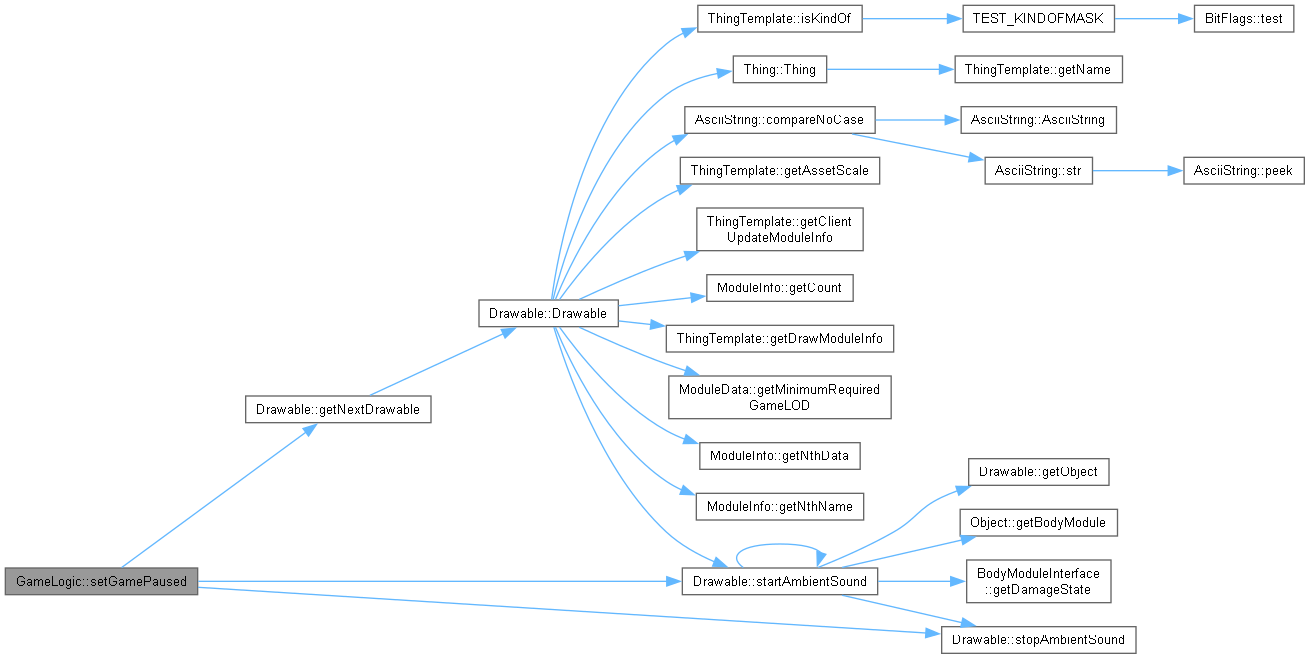 ThingTemplate::isKindOf
TEST_KINDOFMASK
BitFlags::test
Thing::Thing
ThingTemplate::getName
AsciiString::compareNoCase
AsciiString::AsciiString
AsciiString::str
AsciiString::peek
ThingTemplate::getAssetScale
ThingTemplate::getClient
UpdateModuleInfo
ModuleInfo::getCount
Drawable::Drawable
ThingTemplate::getDrawModuleInfo
ModuleData::getMinimumRequired
GameLOD
Drawable::getNextDrawable
ModuleInfo::getNthData
Drawable::getObject
ModuleInfo::getNthName
Object::getBodyModule
GameLogic::setGamePaused
Drawable::startAmbientSound
BodyModuleInterface
::getDamageState
Drawable::stopAmbientSound